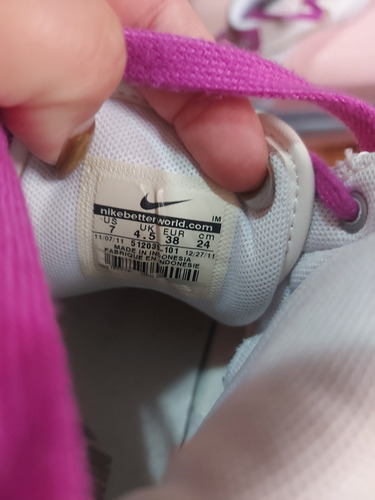 nikebetterworld.com
IM
US UK EUR cm
7 4.5 38 24
11/07/11 512035-101 12/27/11
MADE IN INDONESIA
FABRIQUE EN INDONESIE